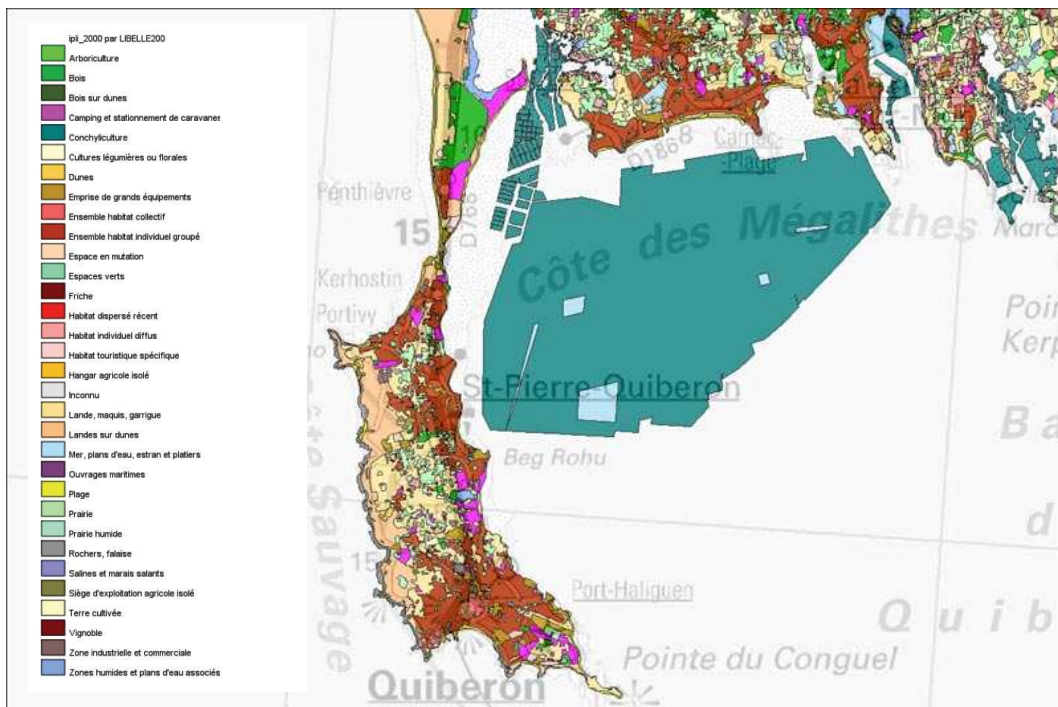 ipli_2000 par LIBELLE200
Arboriculture
Bois
Bois sur dunes
Camping et stationnement de caravanes
Conchyliculture
Cultures légumières ou florales
Dunes
Emprise de grands équipements
Ensemble habitat collectif
Ensemble habitat individuel groupé
Espace en mutation
Espaces verts
Friche
Habitat dispersé récent
Habitat individuel diffus
Habitat touristique spécifique
Hangar agricole isolé
Inconnu
Lande, maquis, garrigue
Landes sur dunes
Mer, plans d'eau, estran et platiers
Ouvrages maritimes
Plage
Prairie
Prairie humide
Rochers, falaise
Salines et marais salants
Siège d'exploitation agricole isolé
Terre cultivée
Vignoble
Zone industrielle et commerciale
Zones humides et plans d'eau associés
Carnac-
-Plage
D186
8
10
Penthièvre
D768
15
Côte des Mégalithes
Marc
Kerhostin
Portivy
Poin
Kerp
St-Pierre-Quiberon
Ba
Beg Rohu
Sauvage
d
15
Port-Haliguen
Quib
Pointe du Conguel
Quiberon